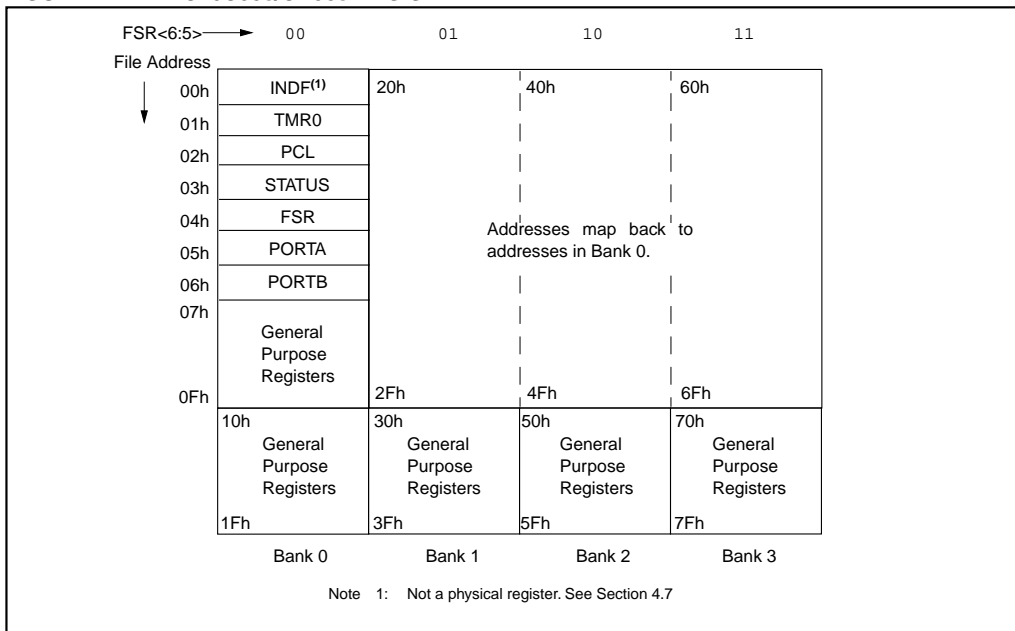 FSR<6:5> 00 01 10 11
File Address
00h INDF(1) 20h 40h 60h
01h TMR0
02h PCL
03h STATUS
04h FSR
Addresses map back to
05h PORTA
addresses in Bank 0.
06h PORTB
07h
General
Purpose
Registers
0Fh 2Fh 4Fh 6Fh
10h 30h 50h 70h
General General General General
Purpose Purpose Purpose Purpose
Registers Registers Registers Registers
1Fh 3Fh 5Fh 7Fh
Bank 0 Bank 1 Bank 2 Bank 3
Note 1: Not a physical register. See Section 4.7